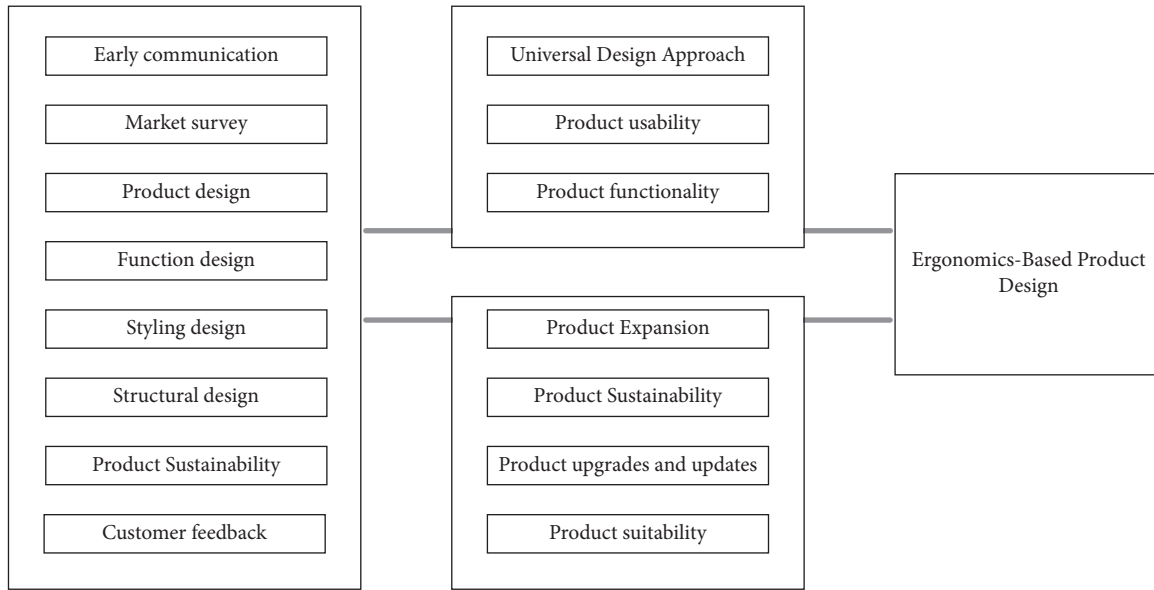 Early communication
Market survey
Product design
Function design
Styling design
Structural design
Product Sustainability
Customer feedback
Universal Design Approach
Product usability
Product functionality
Product Expansion
Product Sustainability
Product upgrades and updates
Product suitability
Ergonomics-Based Product
Design